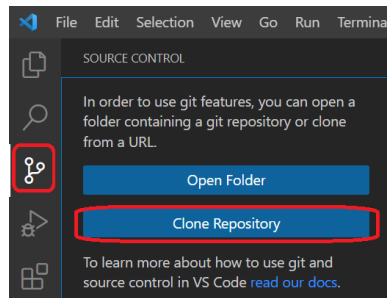 File Edit Selection View Go Run Termina
SOURCE CONTROL
In order to use git features, you can open a
folder containing a git repository or clone
from a URL.
Open Folder
Clone Repository
To learn more about how to use git and
source control in VS Code read our docs.